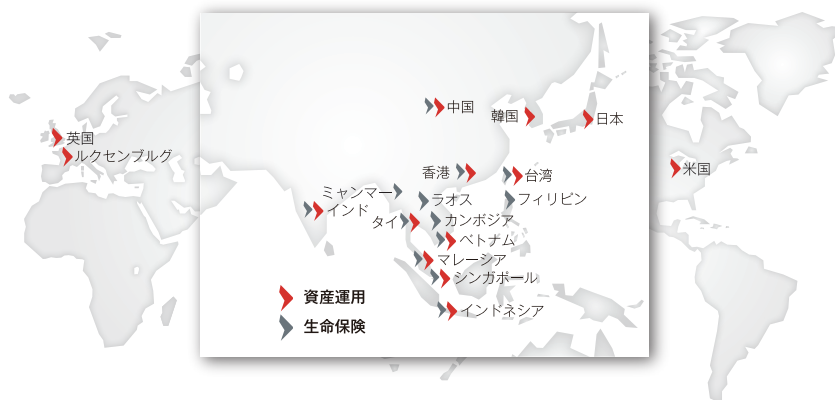 英国
ルクセンブルグ
中国
韓国
日本
香港
台湾
米国
ミャンマー
ラオス
フィリピン
インド
タイ
カンボジア
ベトナム
マレーシア
シンガポール
インドネシア
資産運用
生命保険